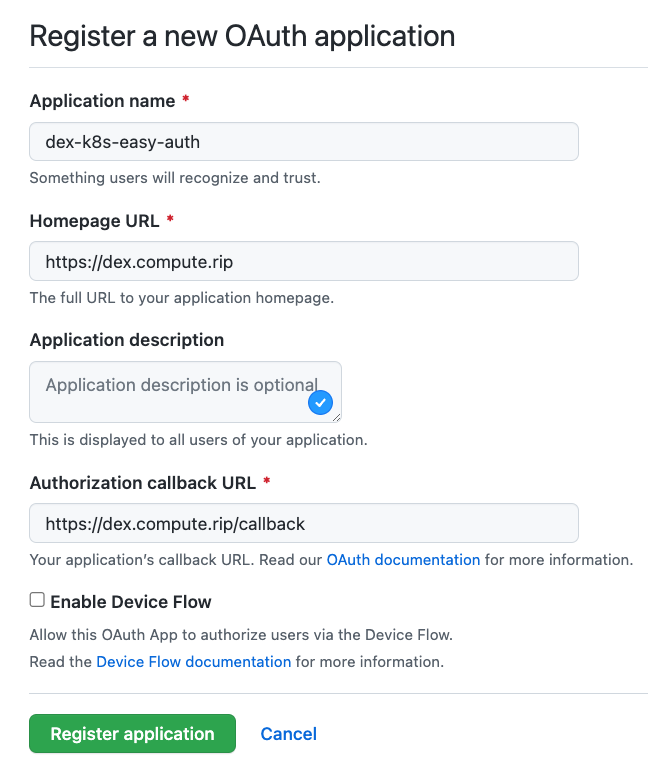 Register a new OAuth application
Application name *
dex-k8s-easy-auth
Something users will recognize and trust.
Homepage URL *
https://dex.compute.rip
The full URL to your application homepage.
Application description
Application description is optional
This is displayed to all users of your application.
Authorization callback URL *
https://dex.compute.rip/callback
Your application’s callback URL. Read our OAuth documentation for more information.
Enable Device Flow
Allow this OAuth App to authorize users via the Device Flow.
Read the Device Flow documentation for more information.
Register application Cancel